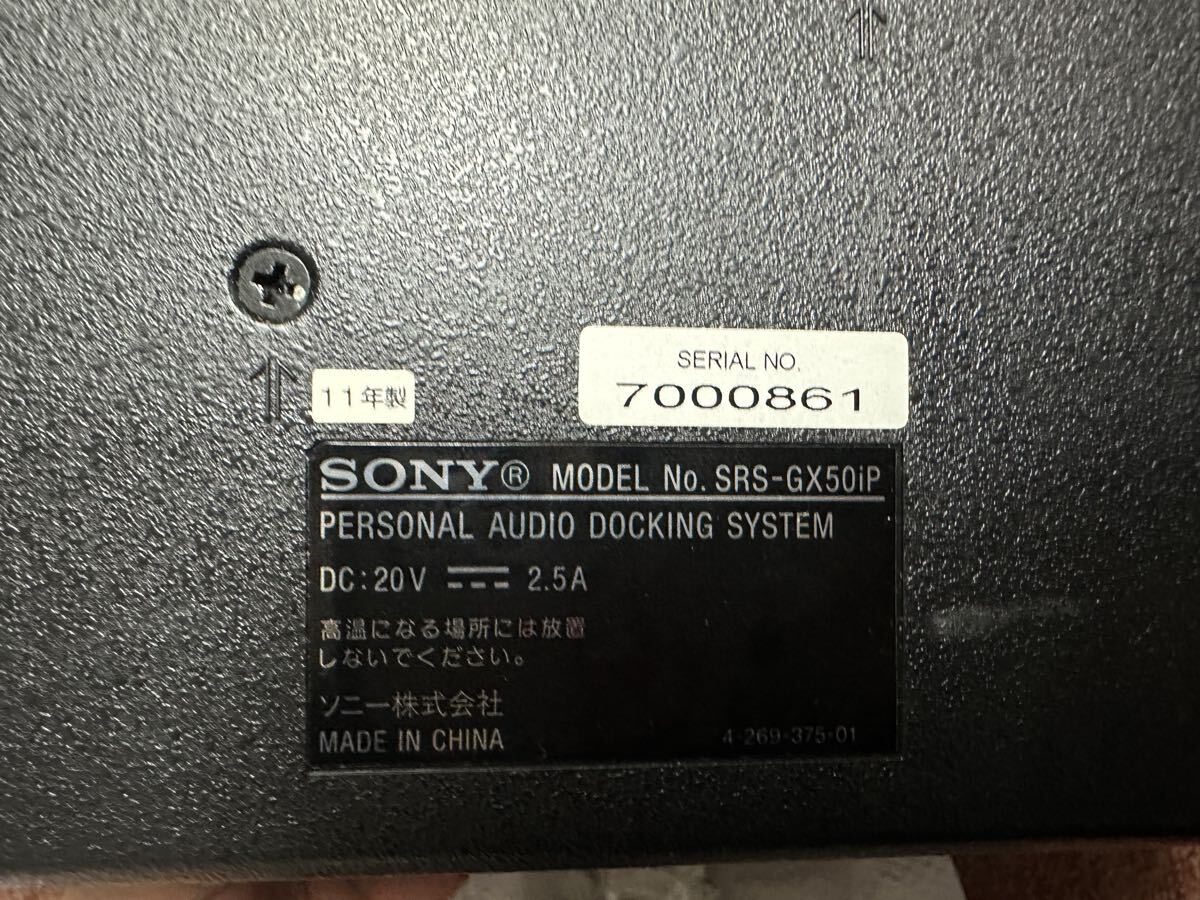 SERIAL NO.
7000861
11年製
SONY® MODEL No. SRS-GX50iP
PERSONAL AUDIO DOCKING SYSTEM
DC:20V ⎓ 2.5A
高温になる場所には放置
しないでください。
ソニー株式会社
MADE IN CHINA 4-269-375-01